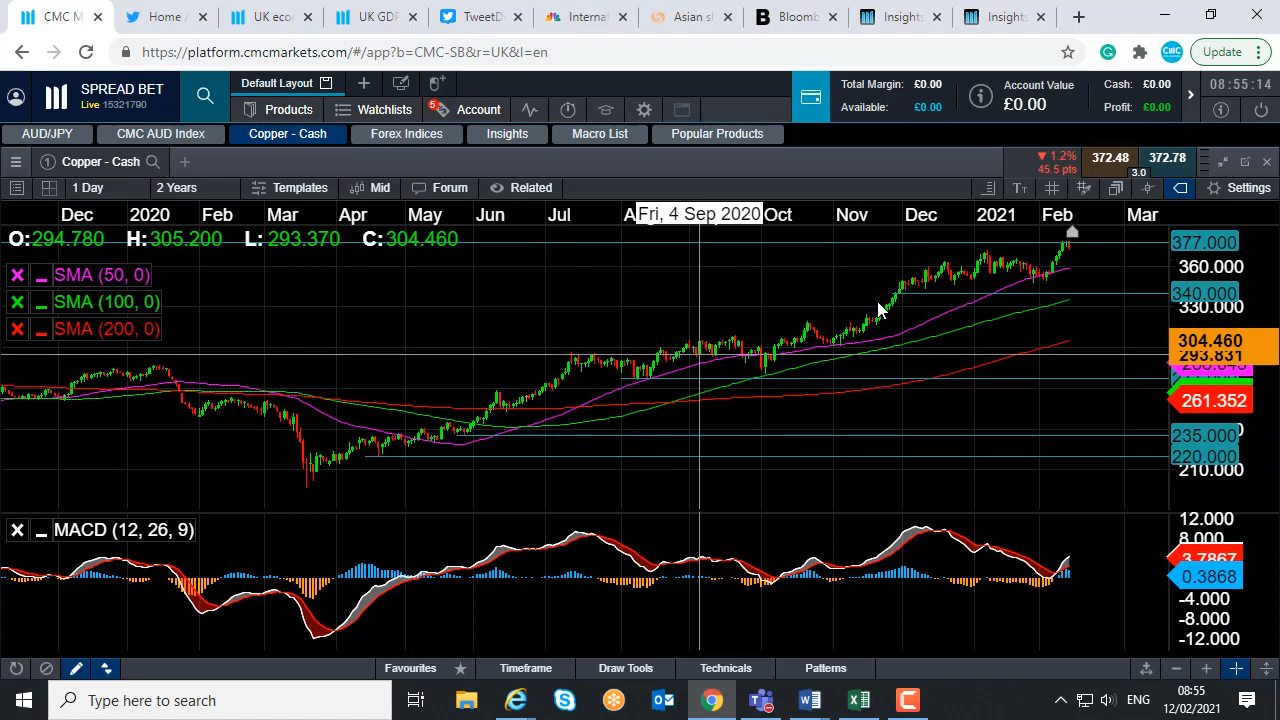 CMC M
Home /
UK econ
UK GDP
TweetD
Internat
Asian sh
Bloomb
Insights
Insights
https://platform.cmcmarkets.com/#/app?b=CMC-SB&r=UK&l=en
Update
SPREAD BET
Live 15321790
Default Layout
Products
Watchlists
5
Account
Total Margin: £0.00
Available: £0.00
Account Value
£0.00
Cash: £0.00
Profit: £0.00
08:55:14
AUD/JPY
CMC AUD Index
Copper - Cash
Forex Indices
Insights
Macro List
Popular Products
1 Copper - Cash
▼ 1.2%
45.5 pts
372.48
3.0
372.78
1 Day
2 Years
Templates
Mid
Forum
Related
Settings
Dec
2020
Feb
Mar
Apr
May
Jun
Jul
Fri, 4 Sep 2020
Oct
Nov
Dec
2021
Feb
Mar
O:294.780 H: 305.200 L: 293.370 C: 304.460
SMA (50, 0)
SMA (100, 0)
SMA (200, 0)
377.000
360.000
340.000
330.000
304.460
293.831
261.352
235.000
220.000
210.000
MACD (12, 26, 9)
12.000
8.000
3.7867
0.3868
-4.000
-8.000
-12.000
Favourites
Timeframe
Draw Tools
Technicals
Patterns
Type here to search
ENG
08:55
12/02/2021